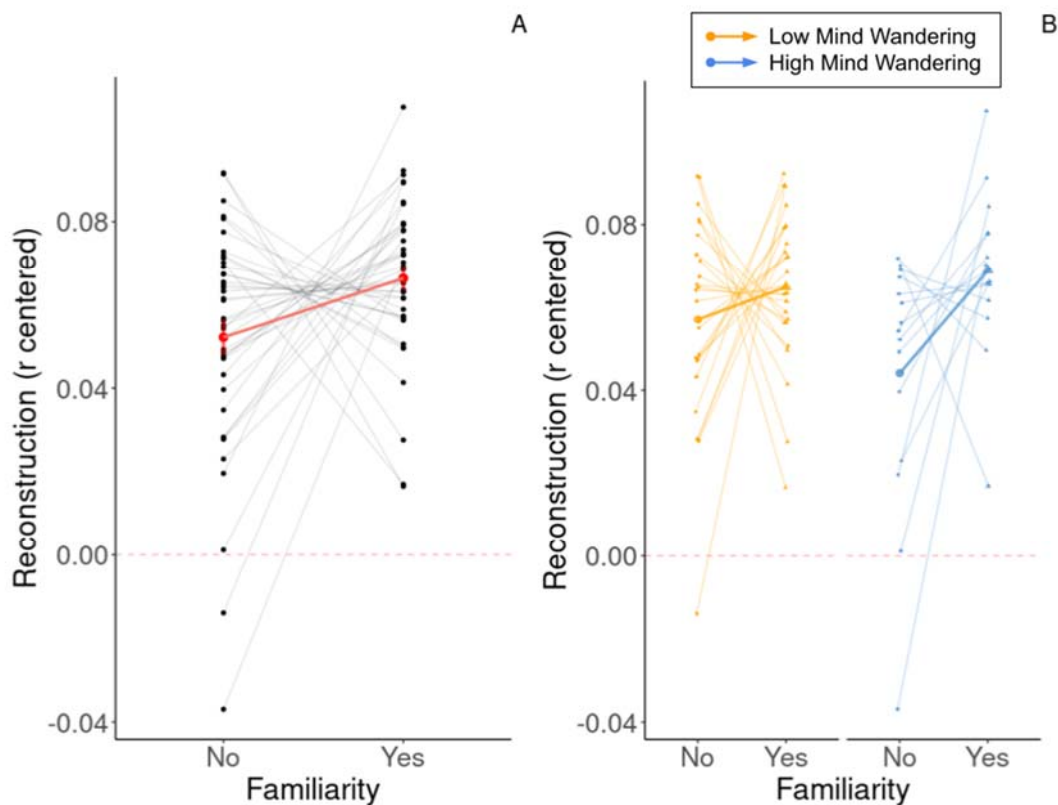 A
B
Low Mind Wandering
High Mind Wandering
Reconstruction (r centered)
0.08
0.04
0.00
-0.04
No
Yes
Familiarity
Reconstruction (r centered)
0.08
0.04
0.00
-0.04
No
Yes
No
Yes
Familiarity